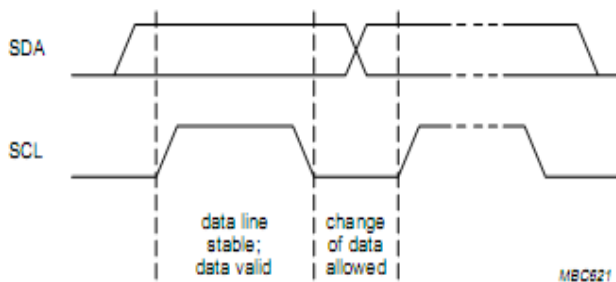 SDA
SCL
data line
stable;
data valid
change
of data
allowed
MBC621